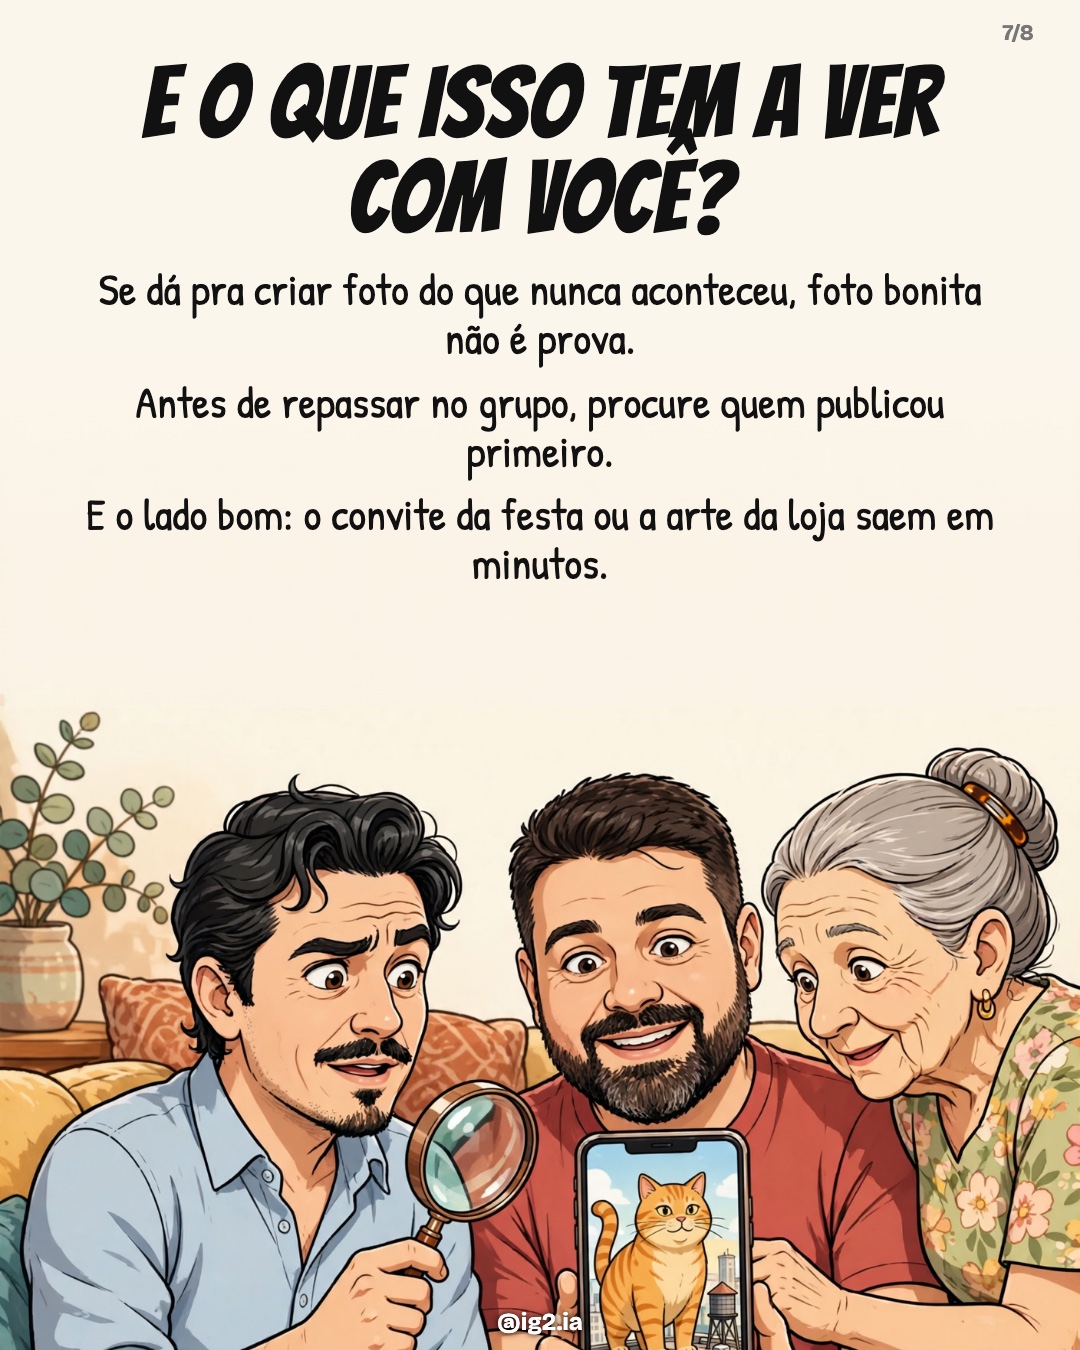 7/8
E O QUE ISSO TEM A VER
COM VOCÊ?
Se dá pra criar foto do que nunca aconteceu, foto bonita
não é prova.
Antes de repassar no grupo, procure quem publicou
primeiro.
E o lado bom: o convite da festa ou a arte da loja saem em
minutos.
@ig2.ia